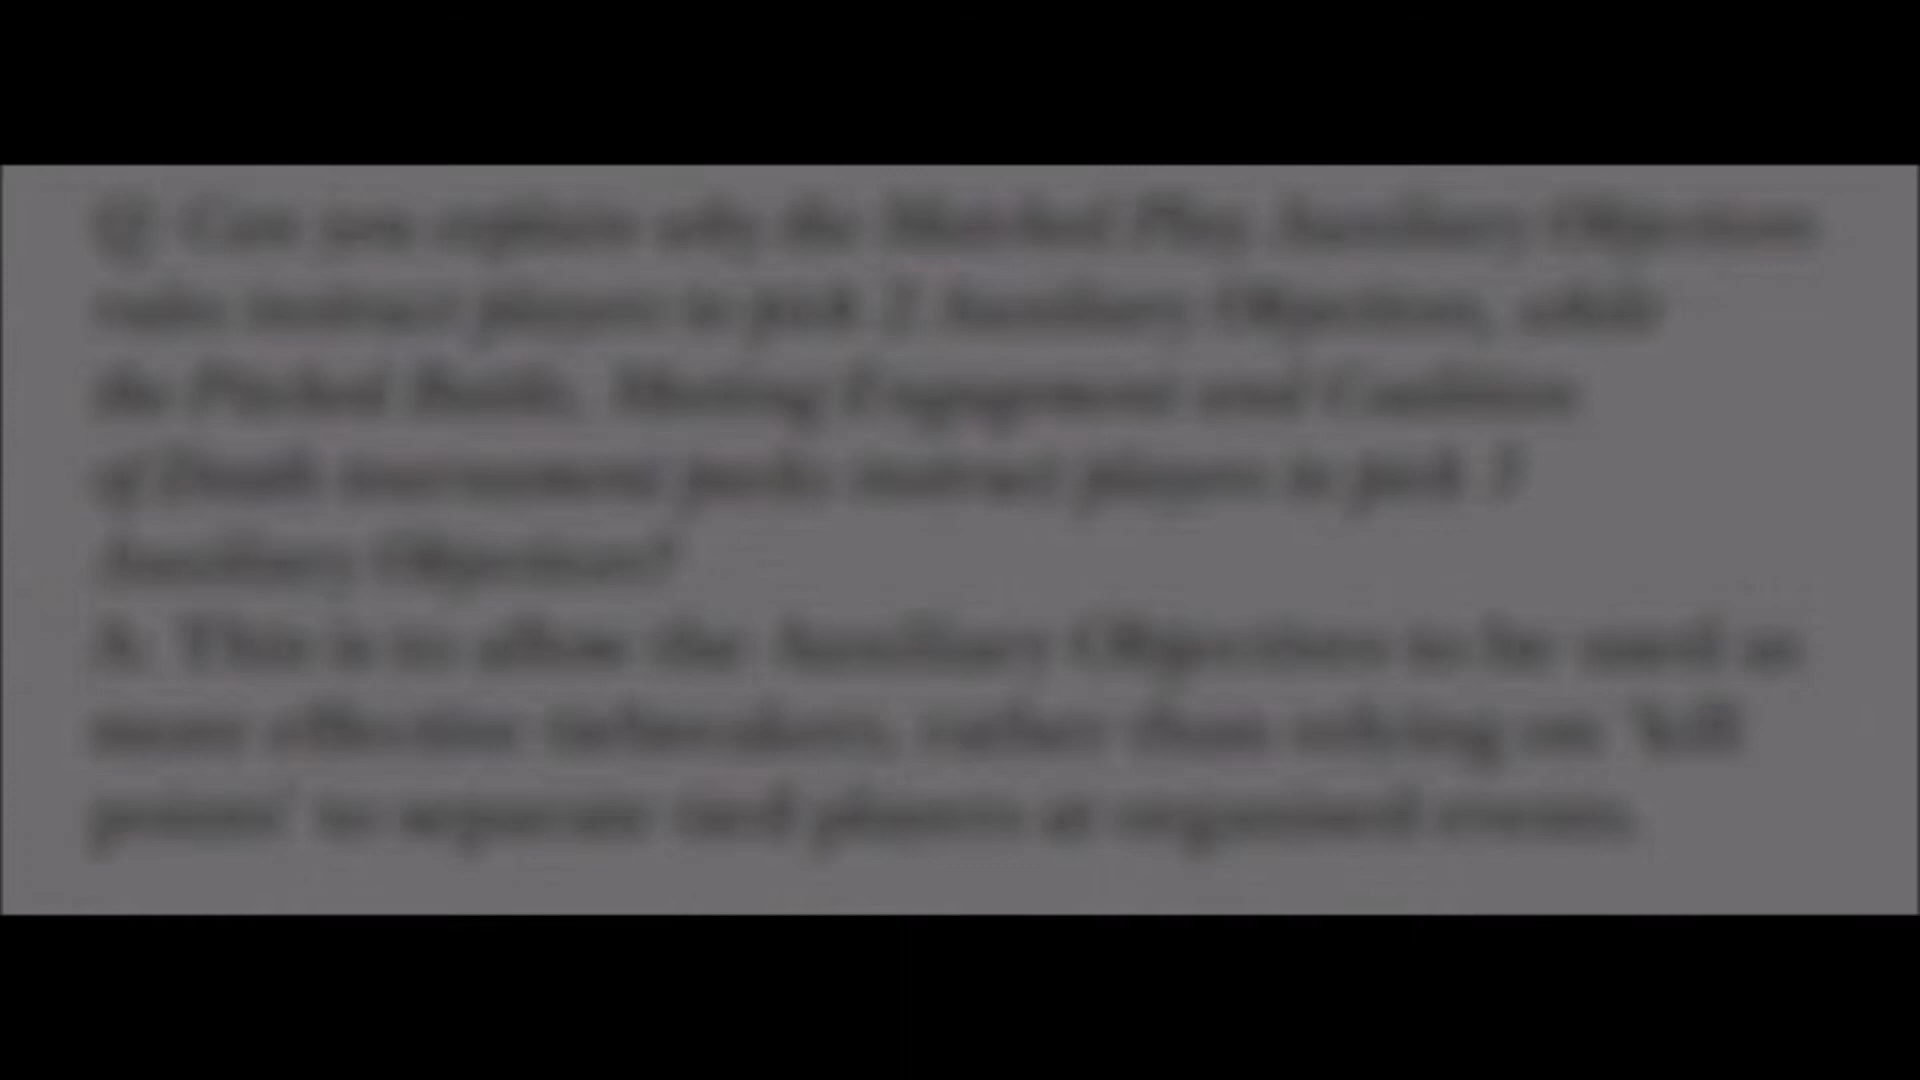 Q: Can you explain why the Matched Play Auxiliary Objectives
rules instruct players to pick 2 Auxiliary Objectives, while
the Pitched Battle, Meeting Engagement and Coalition
of Death tournament packs instruct players to pick
Auxiliary Objectives?
A: This is to allow the Auxiliary Objectives to be used as
more effective tiebreakers, rather than relying on 'kill
points' to separate tied players at organised events.